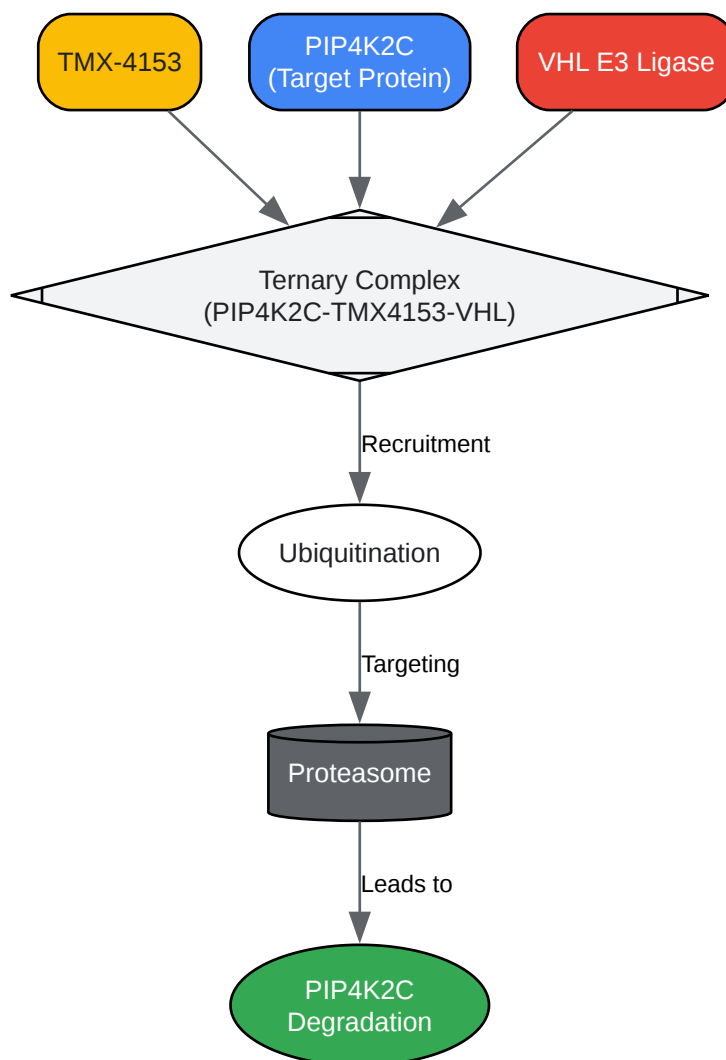 TMX-4153
PIP4K2C
(Target Protein)
VHL E3 Ligase
Ternary Complex
(PIP4K2C-TMX4153-VHL)
Recruitment
Ubiquitination
Targeting
Proteasome
Leads to
PIP4K2C
Degradation